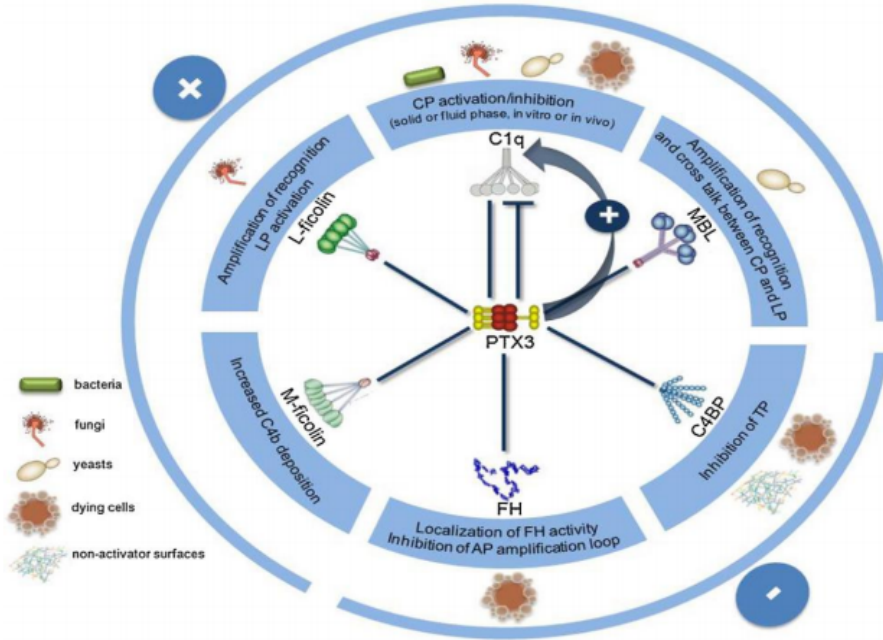 CP activation/inhibition
(solid or fluid phase, in vitro or in vivo)
C1q
Amplification of recognition
LP activation
L-ficolin
Amplification of recognition
and cross talk between CP and LP
MBL
+
PTX3
Increased C4b deposition
M-ficolin
C4BP
Inhibition of TP
FH
Localization of FH activity
Inhibition of AP amplification loop
bacteria
fungi
yeasts
dying cells
non-activator surfaces
+
-